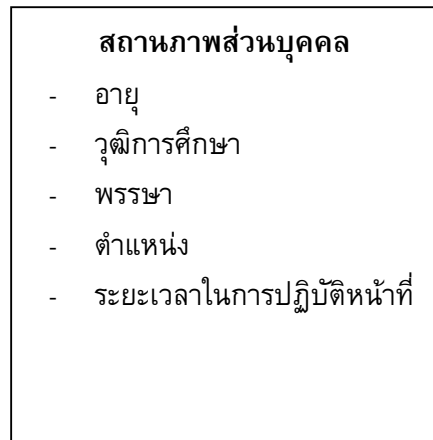 สถานภาพส่วนบุคคล
- อายุ
- วุฒิการศึกษา
- พรรษา
- ตำแหน่ง
- ระยะเวลาในการปฏิบัติหน้าที่